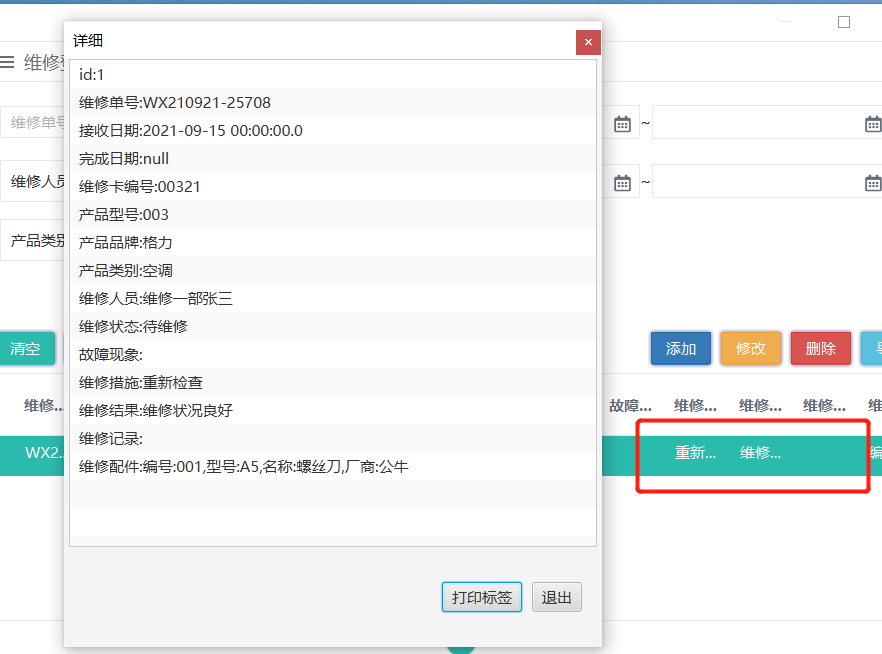 详细
×
维修
id:1
维修单号:WX210921-25708
接收日期:2021-09-15 00:00:00.0
维修单号
~
完成日期:null
维修卡编号:00321
维修人员
~
产品型号:003
产品品牌:格力
产品类别
产品类别:空调
维修人员:维修一部张三
维修状态:待维修
清空
添加
修改
删除
故障现象:
维修措施:重新检查
维修...
故障...
维修...
维修...
维修...
维
维修结果:维修状况良好
维修记录:
WX2...
重新...
维修...
编
维修配件:编号:001,型号:A5,名称:螺丝刀,厂商:公牛
打印标签
退出